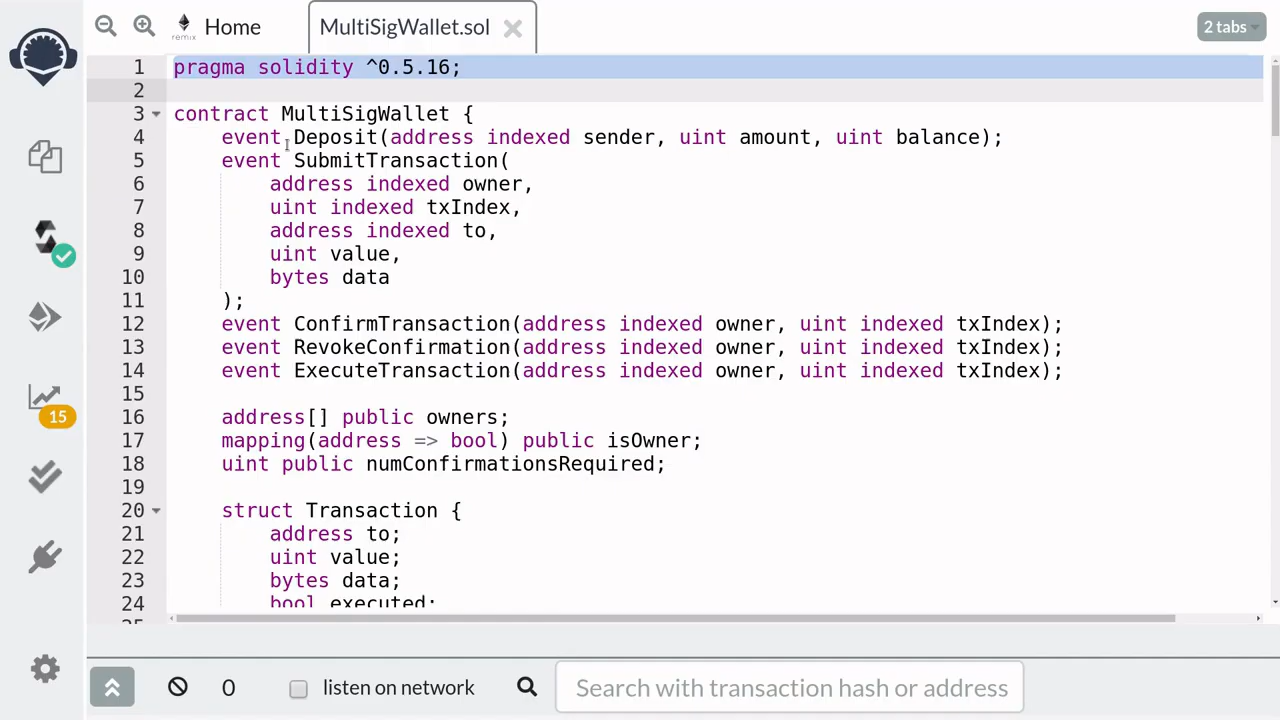 remix
Home
MultiSigWallet.sol
2 tabs
1 pragma solidity ^0.5.16;
2
3 contract MultiSigWallet {
4 event Deposit(address indexed sender, uint amount, uint balance);
5 event SubmitTransaction(
6 address indexed owner,
7 uint indexed txIndex,
8 address indexed to,
9 uint value,
10 bytes data
11 );
12 event ConfirmTransaction(address indexed owner, uint indexed txIndex);
13 event RevokeConfirmation(address indexed owner, uint indexed txIndex);
14 event ExecuteTransaction(address indexed owner, uint indexed txIndex);
15
16 address[] public owners;
17 mapping(address => bool) public isOwner;
18 uint public numConfirmationsRequired;
19
20 struct Transaction {
21 address to;
22 uint value;
23 bytes data;
24 bool executed;
25
15
0
listen on network
Search with transaction hash or address